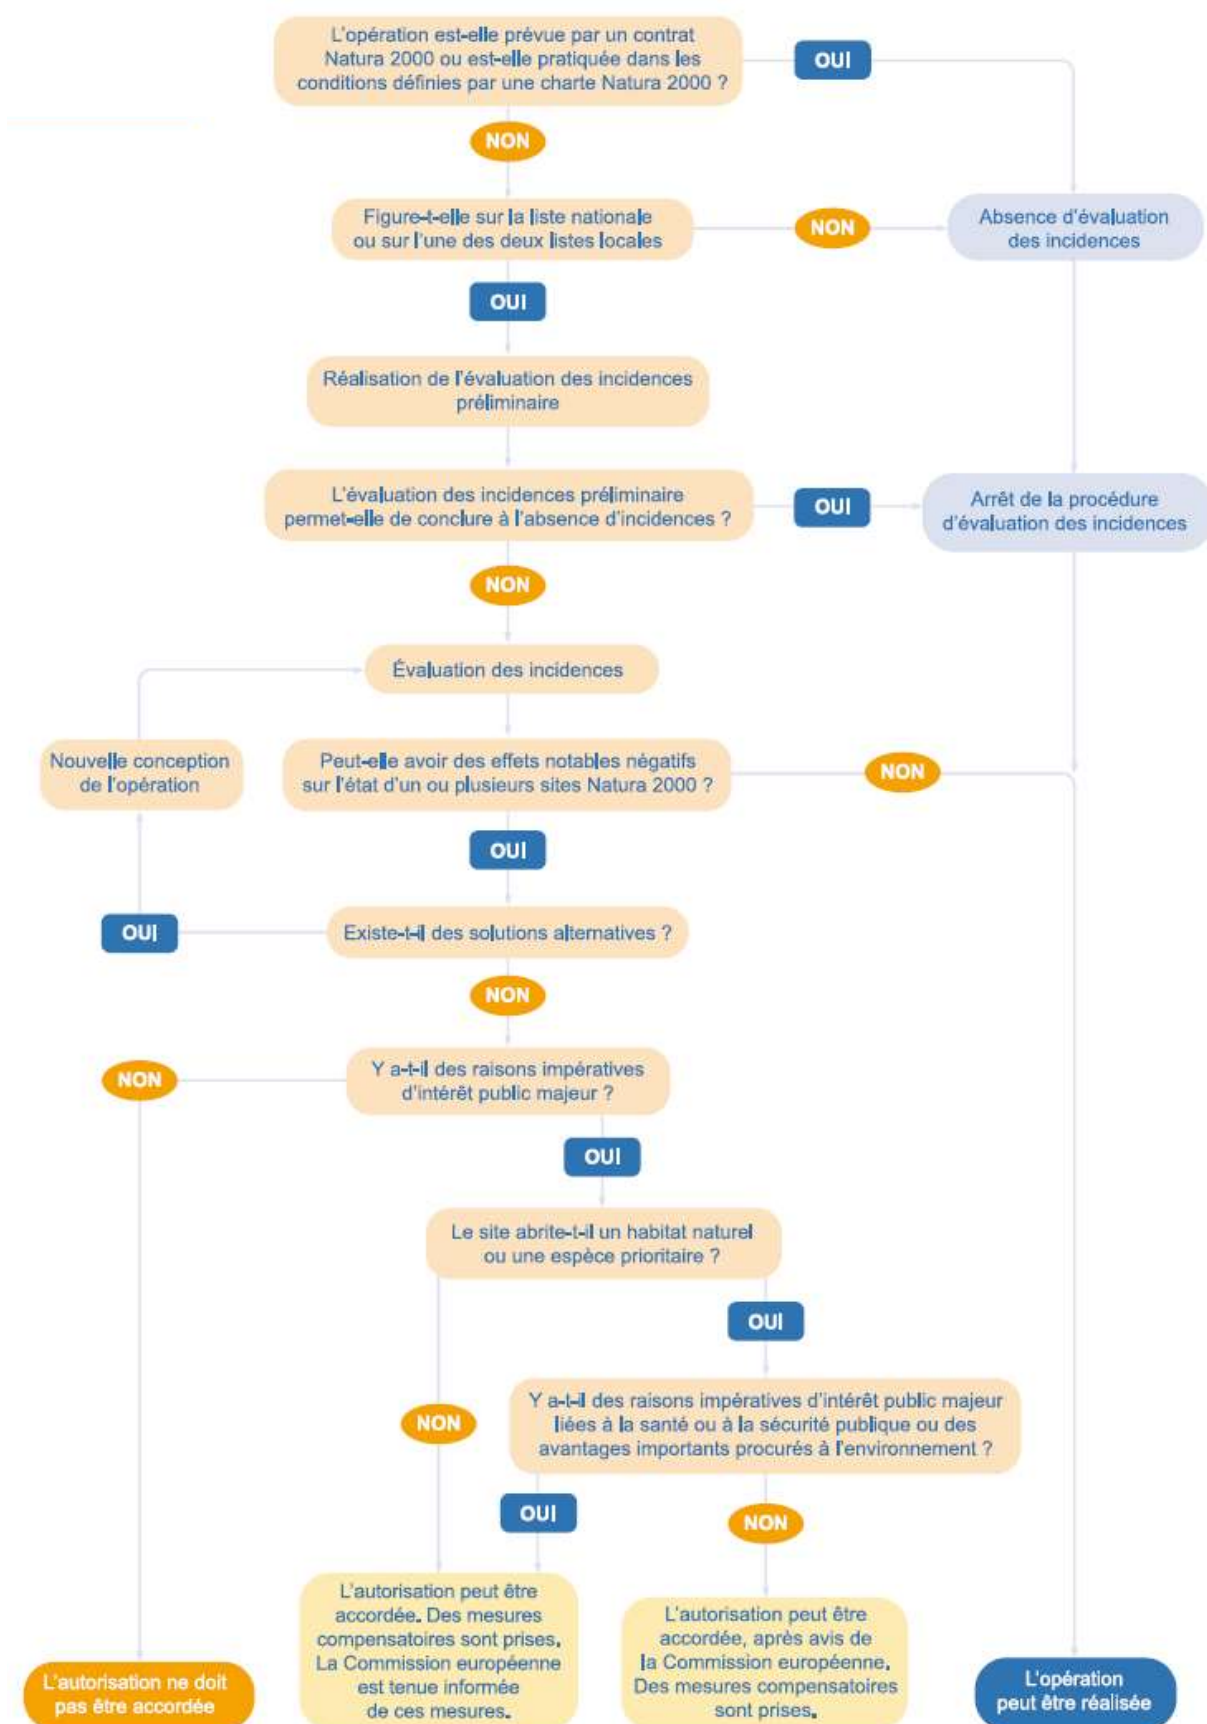 L'opération est-elle prévue par un contrat
Natura 2000 ou est-elle pratiquée dans les
conditions définies par une charte Natura 2000 ?
OUI
NON
Figure-t-elle sur la liste nationale
ou sur l'une des deux listes locales
NON
Absence d'évaluation
des incidences
OUI
Réalisation de l'évaluation des incidences
préliminaire
L'évaluation des incidences préliminaire
permet-elle de conclure à l'absence d'incidences ?
OUI
Arrêt de la procédure
d'évaluation des incidences
NON
Évaluation des incidences
Nouvelle conception
de l'opération
Peut-elle avoir des effets notables négatifs
sur l'état d'un ou plusieurs sites Natura 2000 ?
NON
OUI
OUI
Existe-t-il des solutions alternatives ?
NON
NON
Y a-t-il des raisons impératives
d'intérêt public majeur ?
OUI
Le site abrite-t-il un habitat naturel
ou une espèce prioritaire ?
OUI
NON
Y a-t-il des raisons impératives d'intérêt public majeur
liées à la santé ou à la sécurité publique ou des
avantages importants procurés à l'environnement ?
OUI
NON
L'autorisation ne doit
pas être accordée
L'autorisation peut être
accordée. Des mesures
compensatoires sont prises.
La Commission européenne
est tenue informée
de ces mesures.
L'autorisation peut être
accordée, après avis de
la Commission européenne.
Des mesures compensatoires
sont prises.
L'opération
peut être réalisée